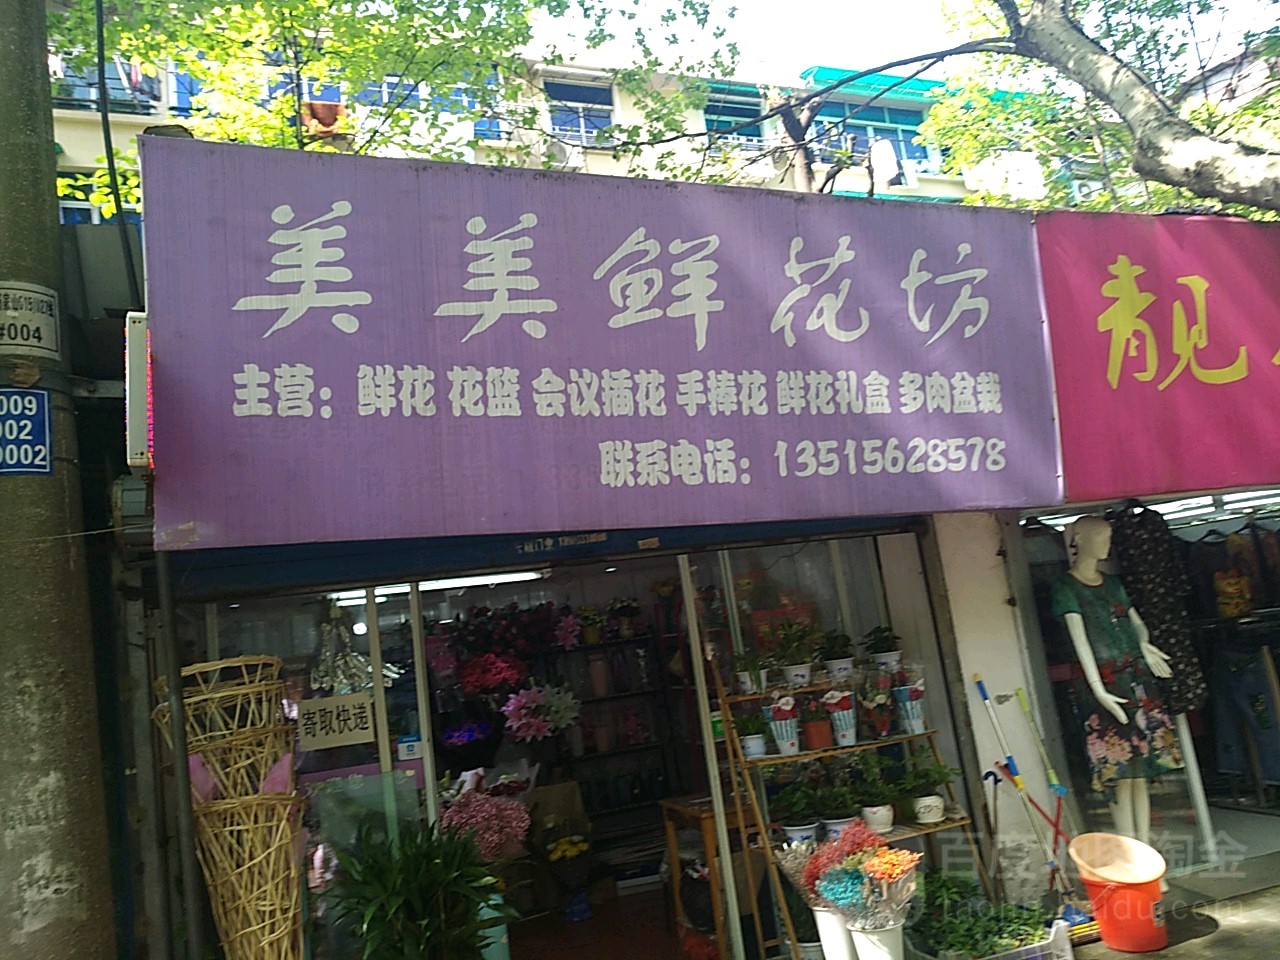 美美鲜花坊
主营：鲜花 花篮 会议插花 手捧花 鲜花礼盒 多肉盆栽
联系电话：13515628578
靓
#004
009
002
0002
寄取快递